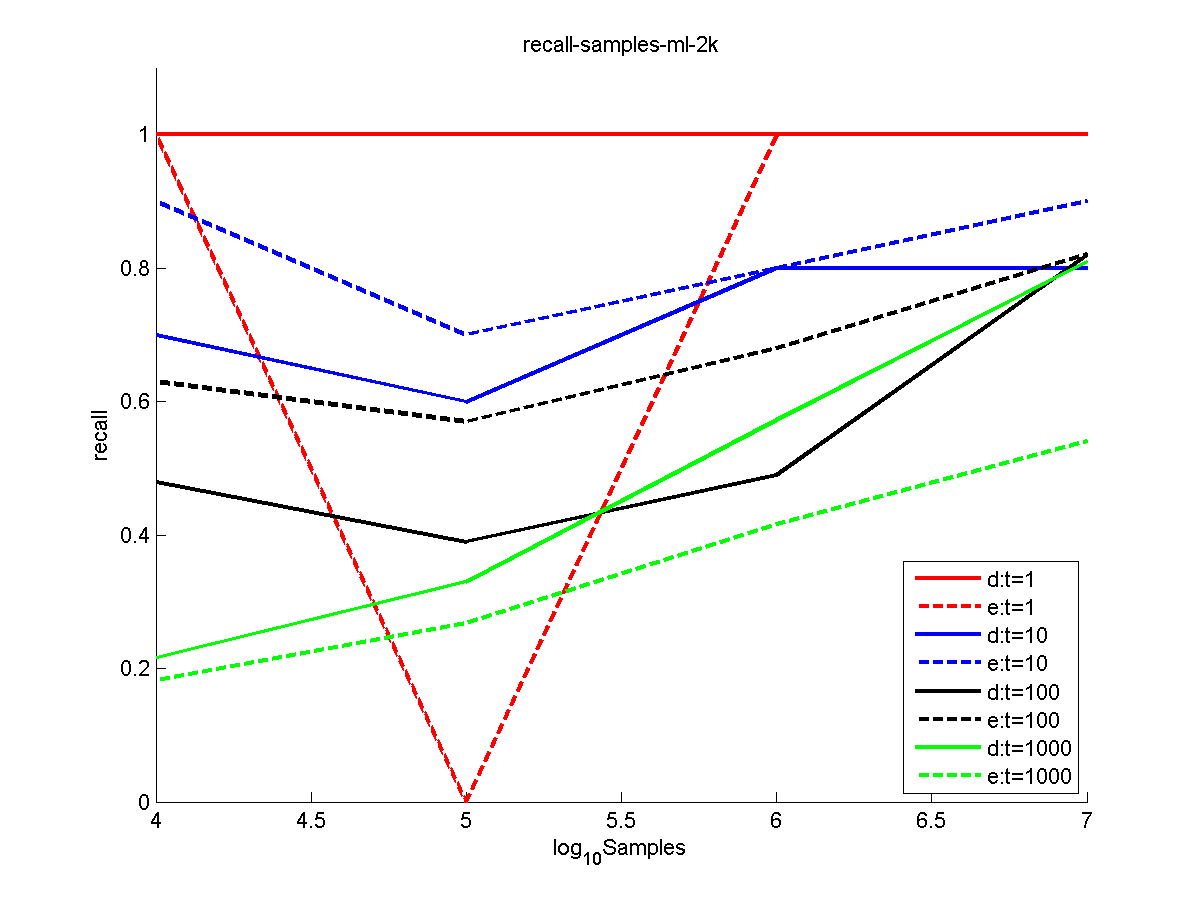 recall-samples-ml-2k
1
0.8
0.6
0.4
0.2
0
recall
4 4.5 5 5.5 6 6.5 7
log10Samples
d:t=1
e:t=1
d:t=10
e:t=10
d:t=100
e:t=100
d:t=1000
e:t=1000